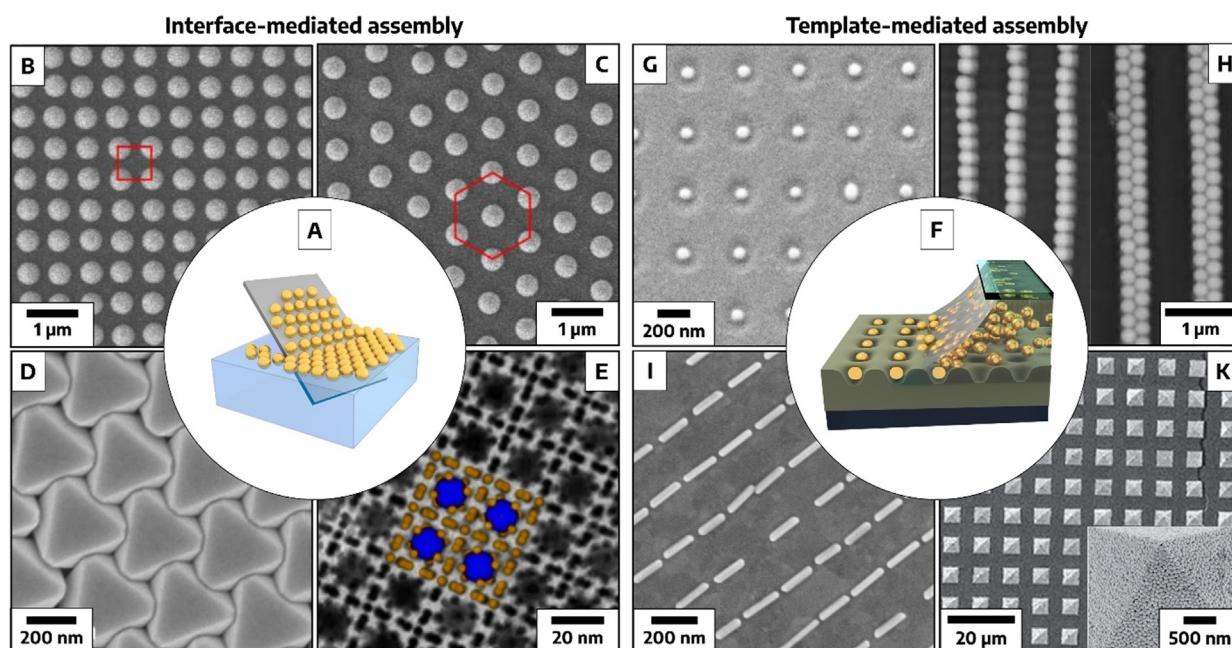 Interface-mediated assembly
Template-mediated assembly
B
C
G
H
A
F
1 µm
1 µm
200 nm
1 µm
D
E
I
K
200 nm
20 nm
200 nm
20 µm
500 nm